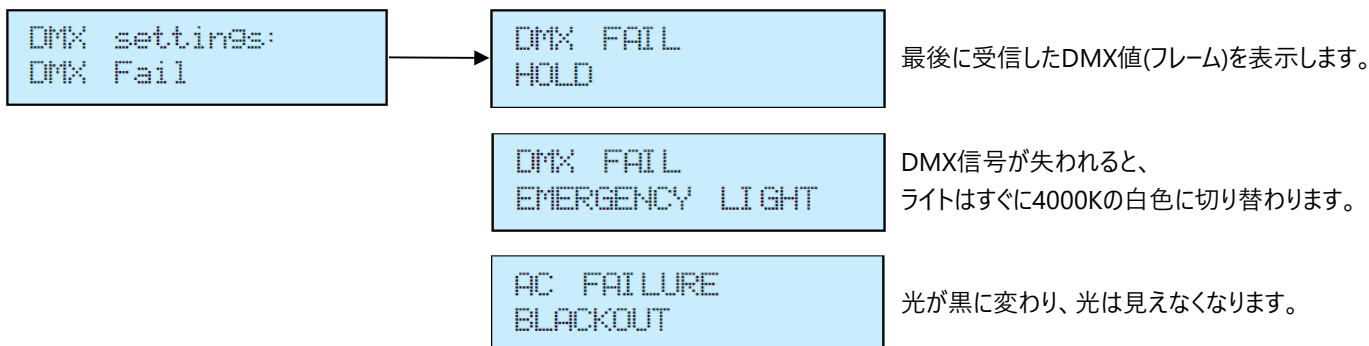 DMX settings:
DMX Fail
DMX FAIL
HOLD
最後に受信したDMX値(フレーム)を表示します。
DMX FAIL
EMERGENCY LIGHT
DMX信号が失われると、
ライトはすぐに4000Kの白色に切り替わります。
AC FAILURE
BLACKOUT
光が黒に変わり、光は見えなくなります。